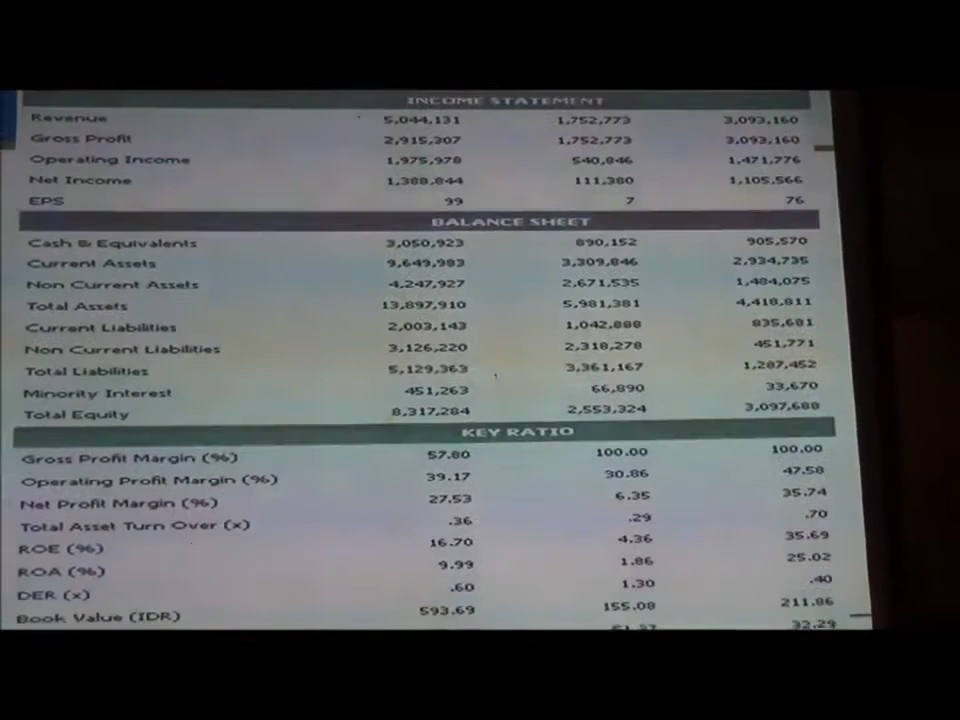 INCOME STATEMENT
Revenue 5,044,131 1,752,773 3,093,160
Gross Profit 2,915,307 1,752,773 3,093,160
Operating Income 1,975,978 540,846 1,471,776
Net Income 1,388,844 111,380 1,105,566
EPS 99 7 76
BALANCE SHEET
Cash & Equivalents 3,050,923 890,152 905,570
Current Assets 9,649,983 3,309,846 2,934,735
Non Current Assets 4,247,927 2,671,535 1,484,075
Total Assets 13,897,910 5,981,381 4,418,811
Current Liabilities 2,003,143 1,042,888 835,681
Non Current Liabilities 3,126,220 2,318,278 451,771
Total Liabilities 5,129,363 3,361,167 1,287,452
Minority Interest 451,263 66,890 33,670
Total Equity 8,317,284 2,553,324 3,097,688
KEY RATIO
Gross Profit Margin (%) 57.80 100.00 100.00
Operating Profit Margin (%) 39.17 30.86 47.58
Net Profit Margin (%) 27.53 6.35 35.74
Total Asset Turn Over (x) .36 .29 .70
ROE (%) 16.70 4.36 35.69
ROA (%) 9.99 1.86 25.02
DER (x) .60 1.30 .40
Book Value (IDR) 593.69 155.08 211.86
32.29